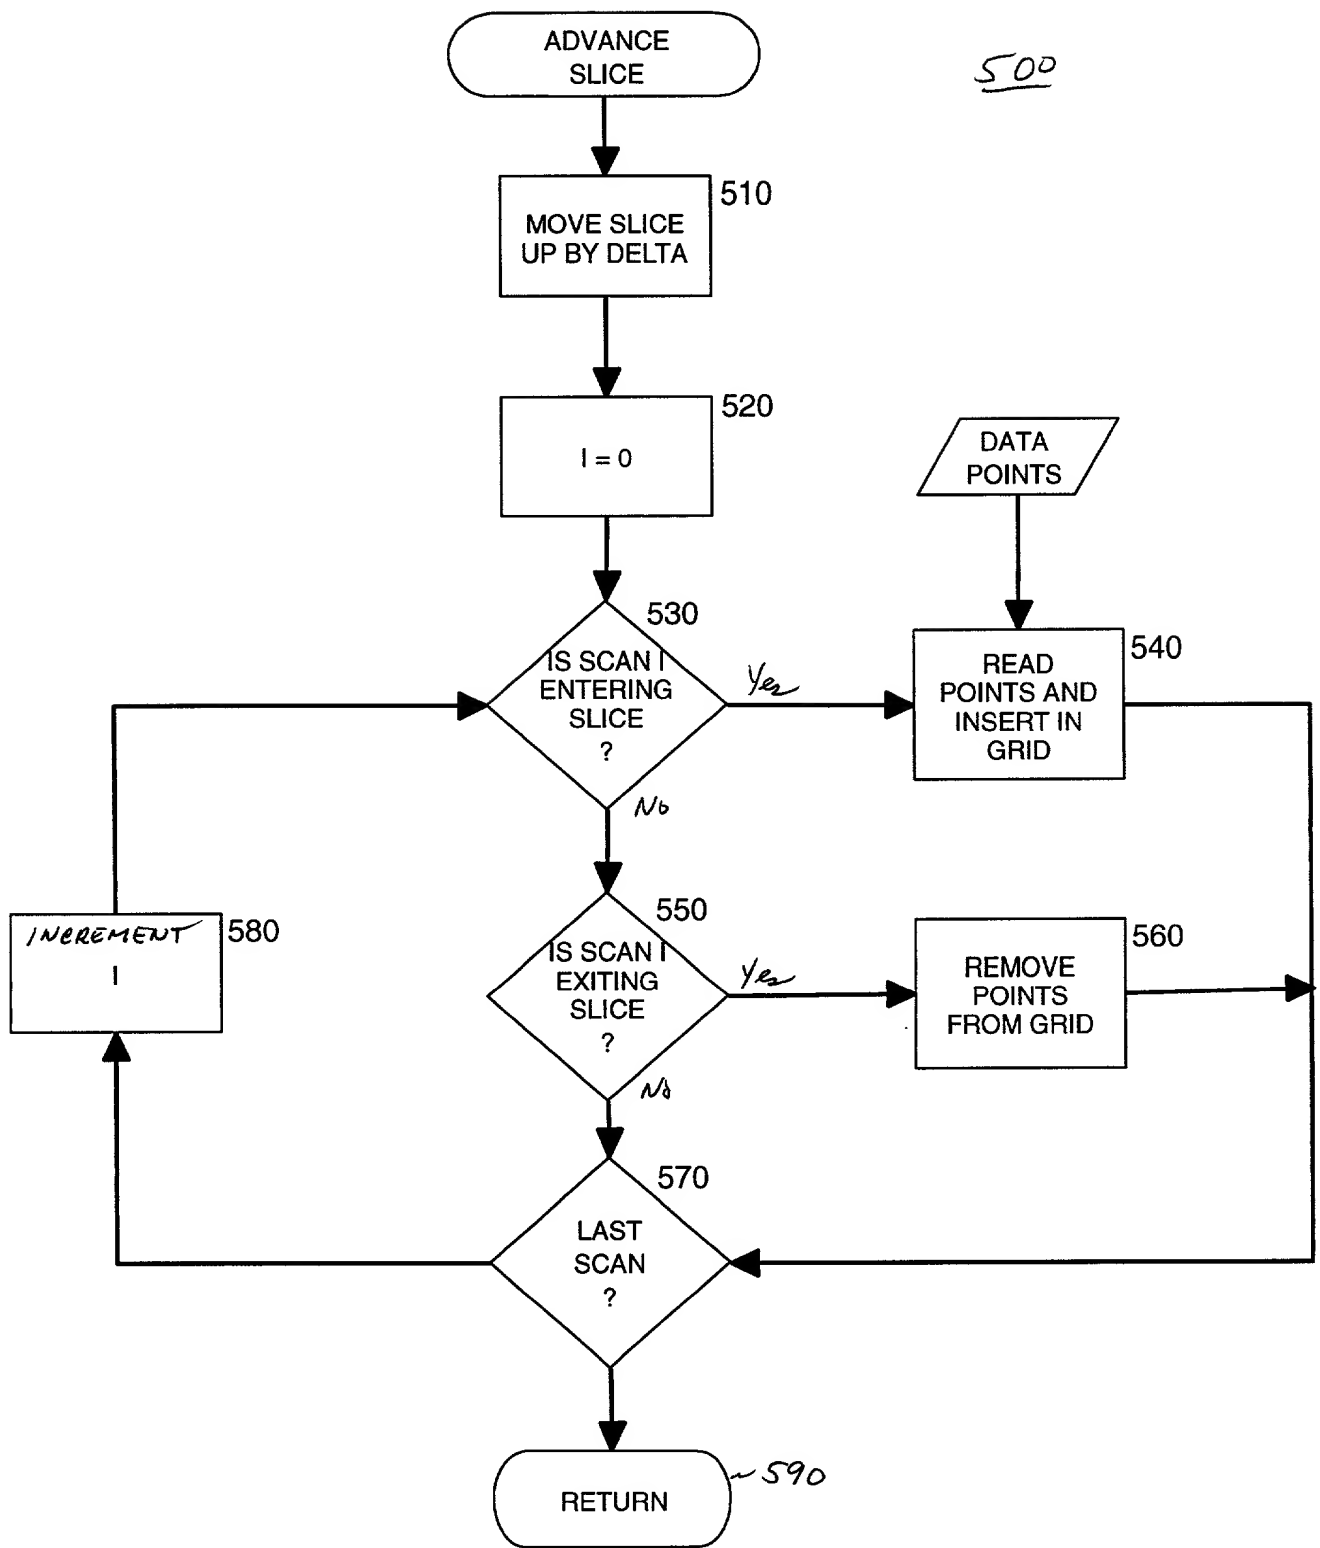 ADVANCE
SLICE
500
510
MOVE SLICE
UP BY DELTA
520
I = 0
DATA
POINTS
530
IS SCAN I
ENTERING
SLICE
?
Yes
540
READ
POINTS AND
INSERT IN
GRID
No
550
IS SCAN I
EXITING
SLICE
?
Yes
560
REMOVE
POINTS
FROM GRID
INCREMENT
I
580
No
570
LAST
SCAN
?
RETURN
~590